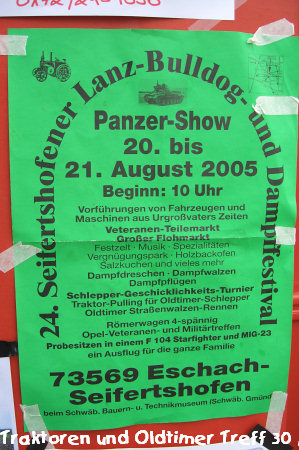 24. Seifertshofener Lanz-Bulldog- und Dampffestival
Panzer-Show
20. bis
21. August 2005
Beginn: 10 Uhr
Vorführungen von Fahrzeugen und
Maschinen aus Urgroßvaters Zeiten
Veteranen-Teilemarkt
Großer Flohmarkt
Festzelt · Musik · Spezialitäten
Vergnügungspark · Holzbackofen
Salzkuchen und vieles mehr
Dampfdreschen · Dampfwalzen
Dampfpflügen
Schlepper-Geschicklichkeits-Turnier
Traktor-Pulling für Oldtimer-Schlepper
Oldtimer Straßenwalzen-Rennen
Römerwagen 4-spännig
Opel-Veteranen- und Militärtreffen
Probesitzen in einem F 104 Starfighter und MIG-23
ein Ausflug für die ganze Familie
73569 Eschach-
Seifertshofen
beim Schwäb. Bauern- u. Technikmuseum (Schwäb. Gmünd
Traktoren und Oldtimer Treff 30